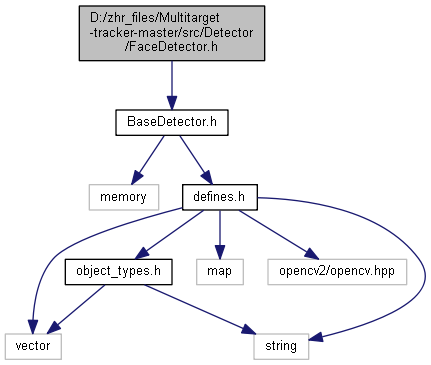 D:/zhr_files/Multitarget
-tracker-master/src/Detector
/FaceDetector.h
BaseDetector.h
memory
defines.h
object_types.h
map
opencv2/opencv.hpp
vector
string